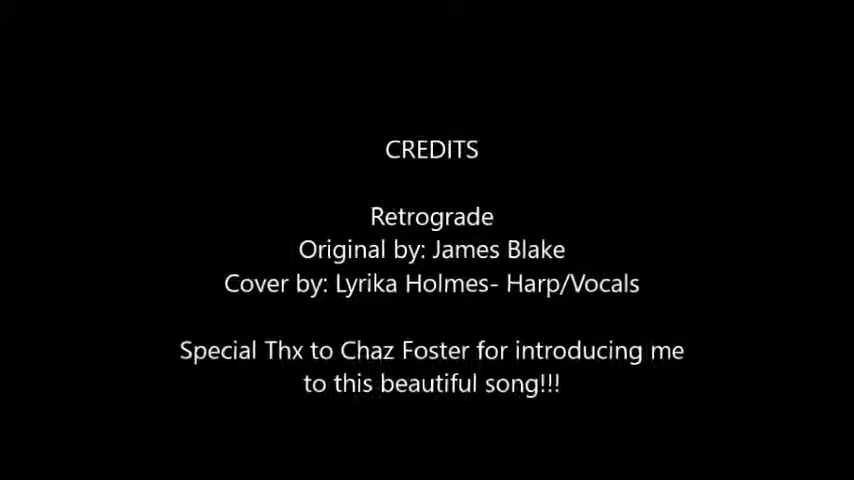 CREDITS
Retrograde
Original by: James Blake
Cover by: Lyrika Holmes- Harp/Vocals
Special Thx to Chaz Foster for introducing me
to this beautiful song!!!